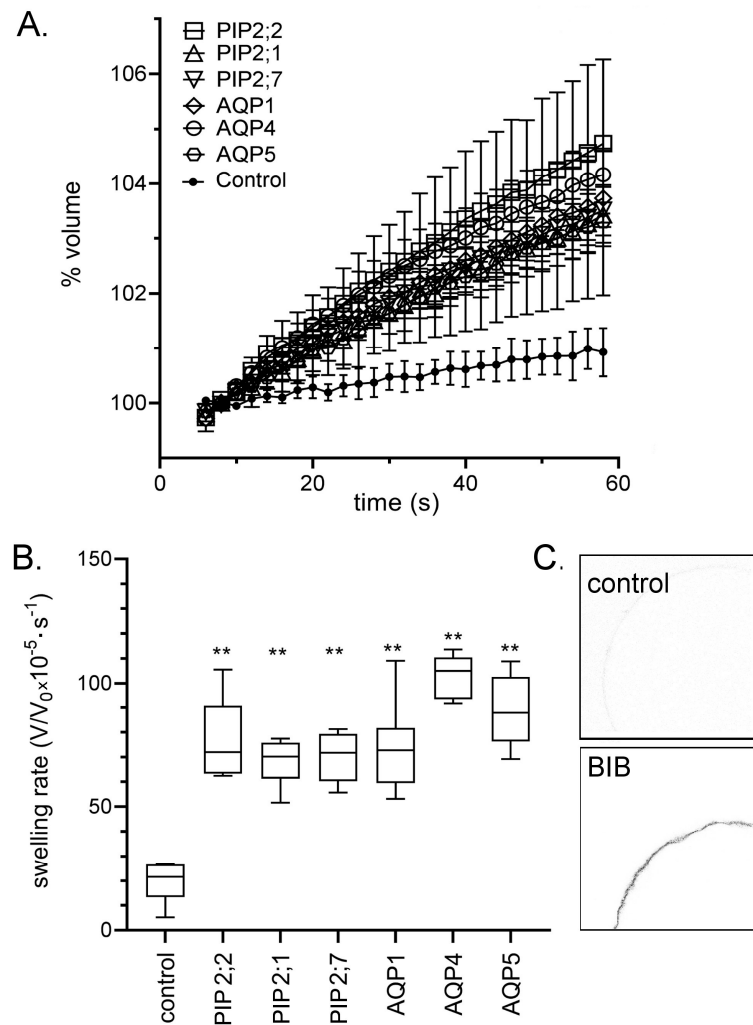 A.
PIP2;2
PIP2;1
PIP2;7
AQP1
AQP4
AQP5
Control
106
104
102
100
% volume
0
20
40
60
time (s)
B.
150
100
50
0
swelling rate (V/V₀x10⁻⁵·s⁻¹)
**
**
**
**
**
**
control
PIP2;2
PIP2;1
PIP2;7
AQP1
AQP4
AQP5
C.
control
BIB